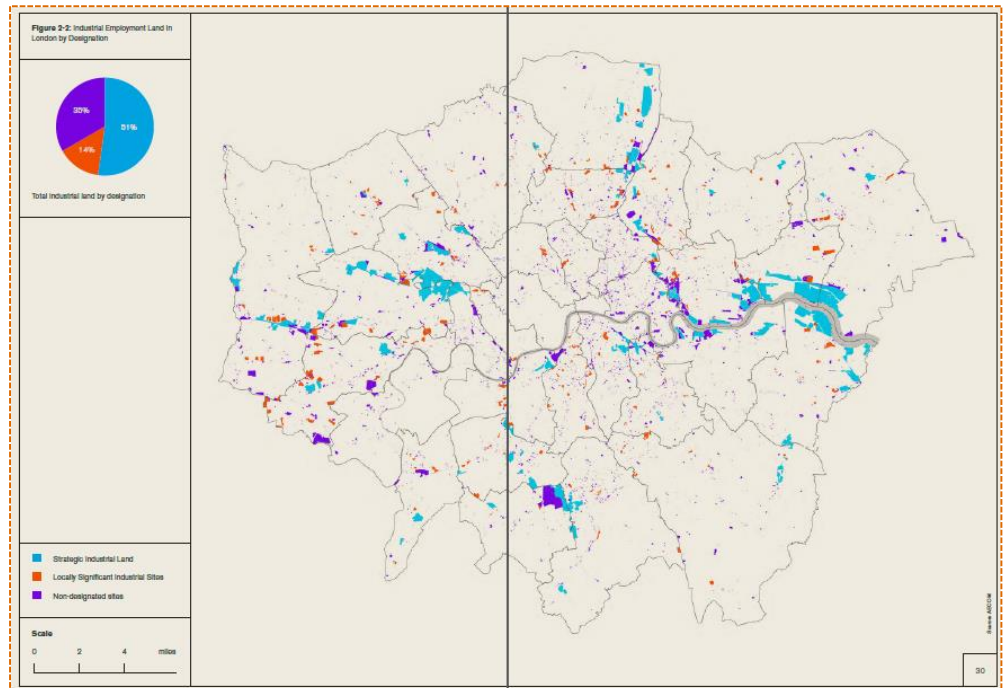 Figure 2-2: Industrial Employment Land in
London by Designation
35%
51%
14%
Total industrial land by designation
Strategic Industrial Land
Locally Significant Industrial Sites
Non-designated sites
Scale
0 2 4 miles
Source: AECOM
30